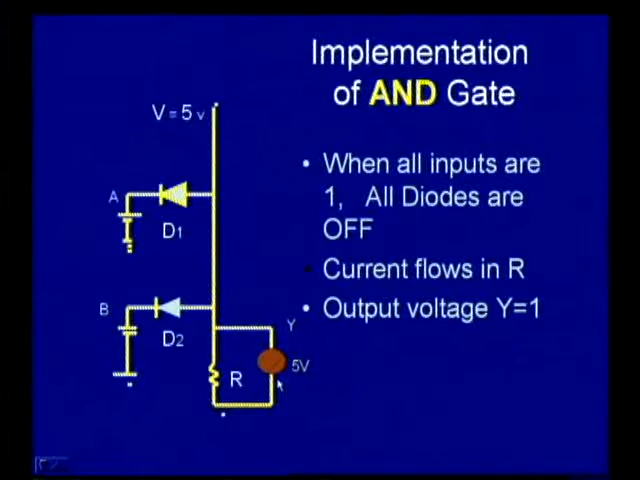 Implementation
of AND Gate
V = 5 v
• When all inputs are
1, All Diodes are
OFF
• Current flows in R
• Output voltage Y=1
A
D1
B
D2
Y
R
5V